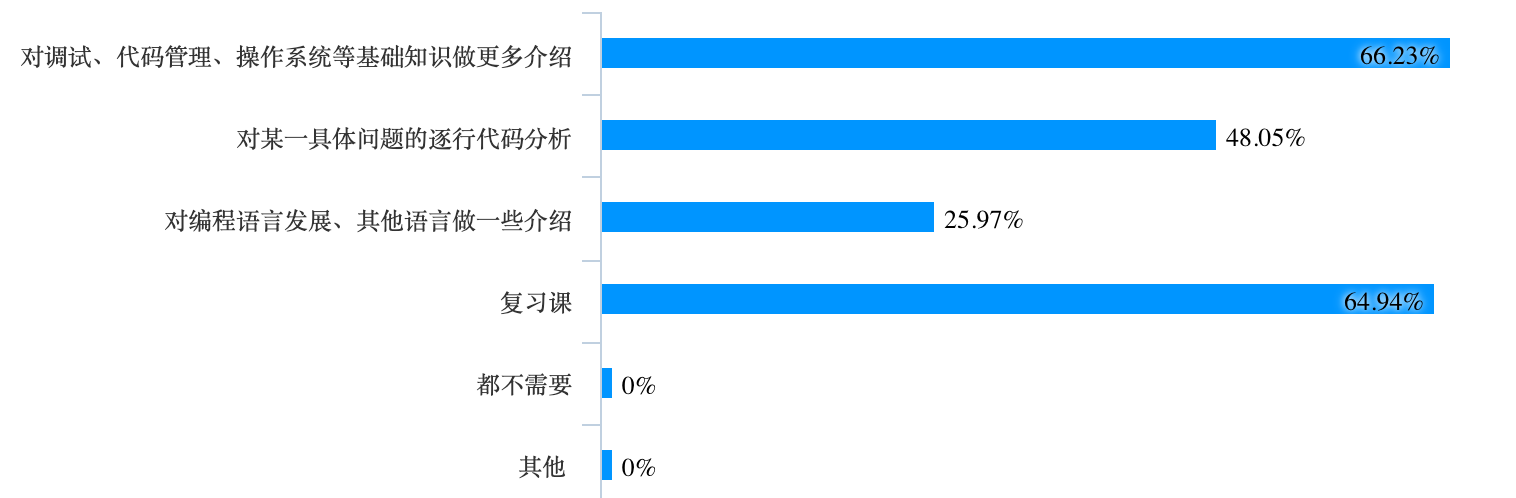 对调试、代码管理、操作系统等基础知识做更多介绍 66.23%
对某一具体问题的逐行代码分析 48.05%
对编程语言发展、其他语言做一些介绍 25.97%
复习课 64.94%
都不需要 0%
其他 0%